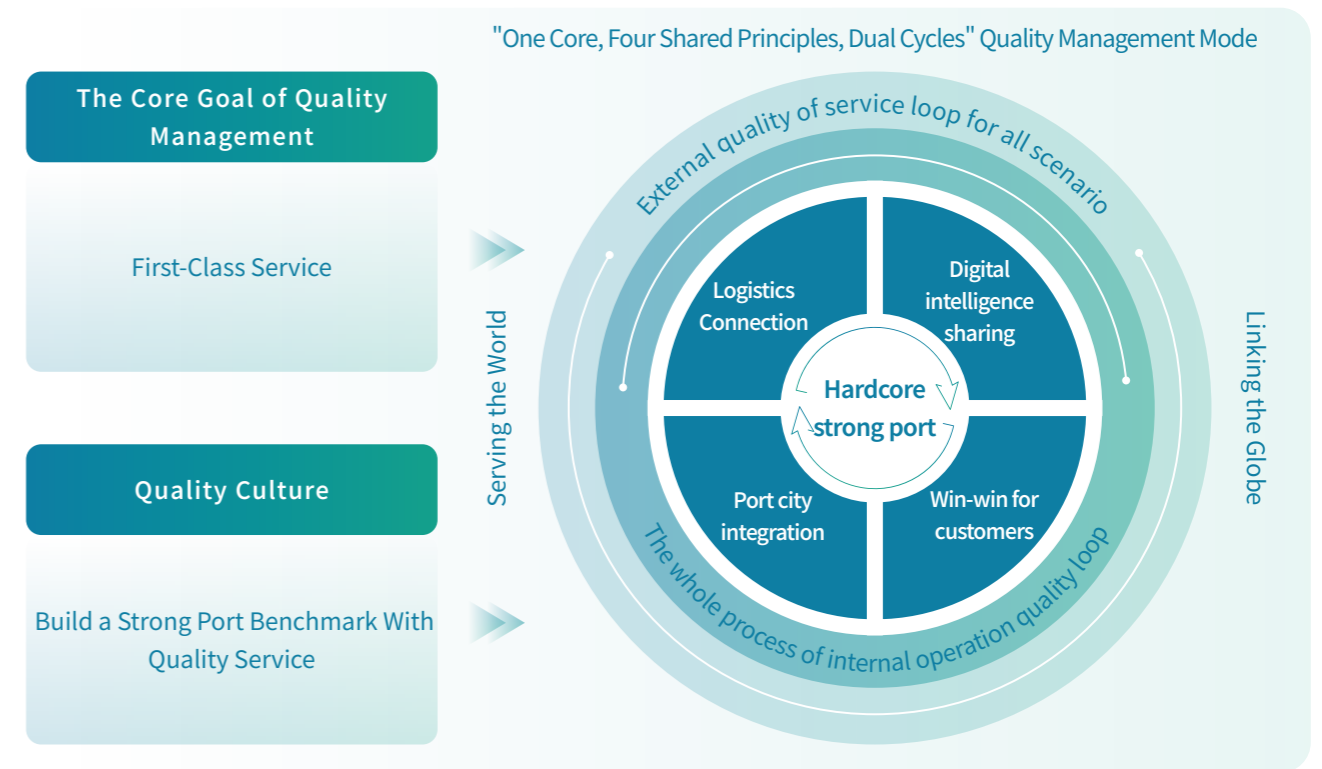 "One Core, Four Shared Principles, Dual Cycles" Quality Management Mode
The Core Goal of Quality
Management
First-Class Service
Quality Culture
Build a Strong Port Benchmark With
Quality Service
Serving the World
External quality of service loop for all scenario
Logistics
Connection
Digital
intelligence
sharing
Hardcore
strong port
Port city
integration
Win-win for
customers
The whole process of internal operation quality loop
Linking the Globe